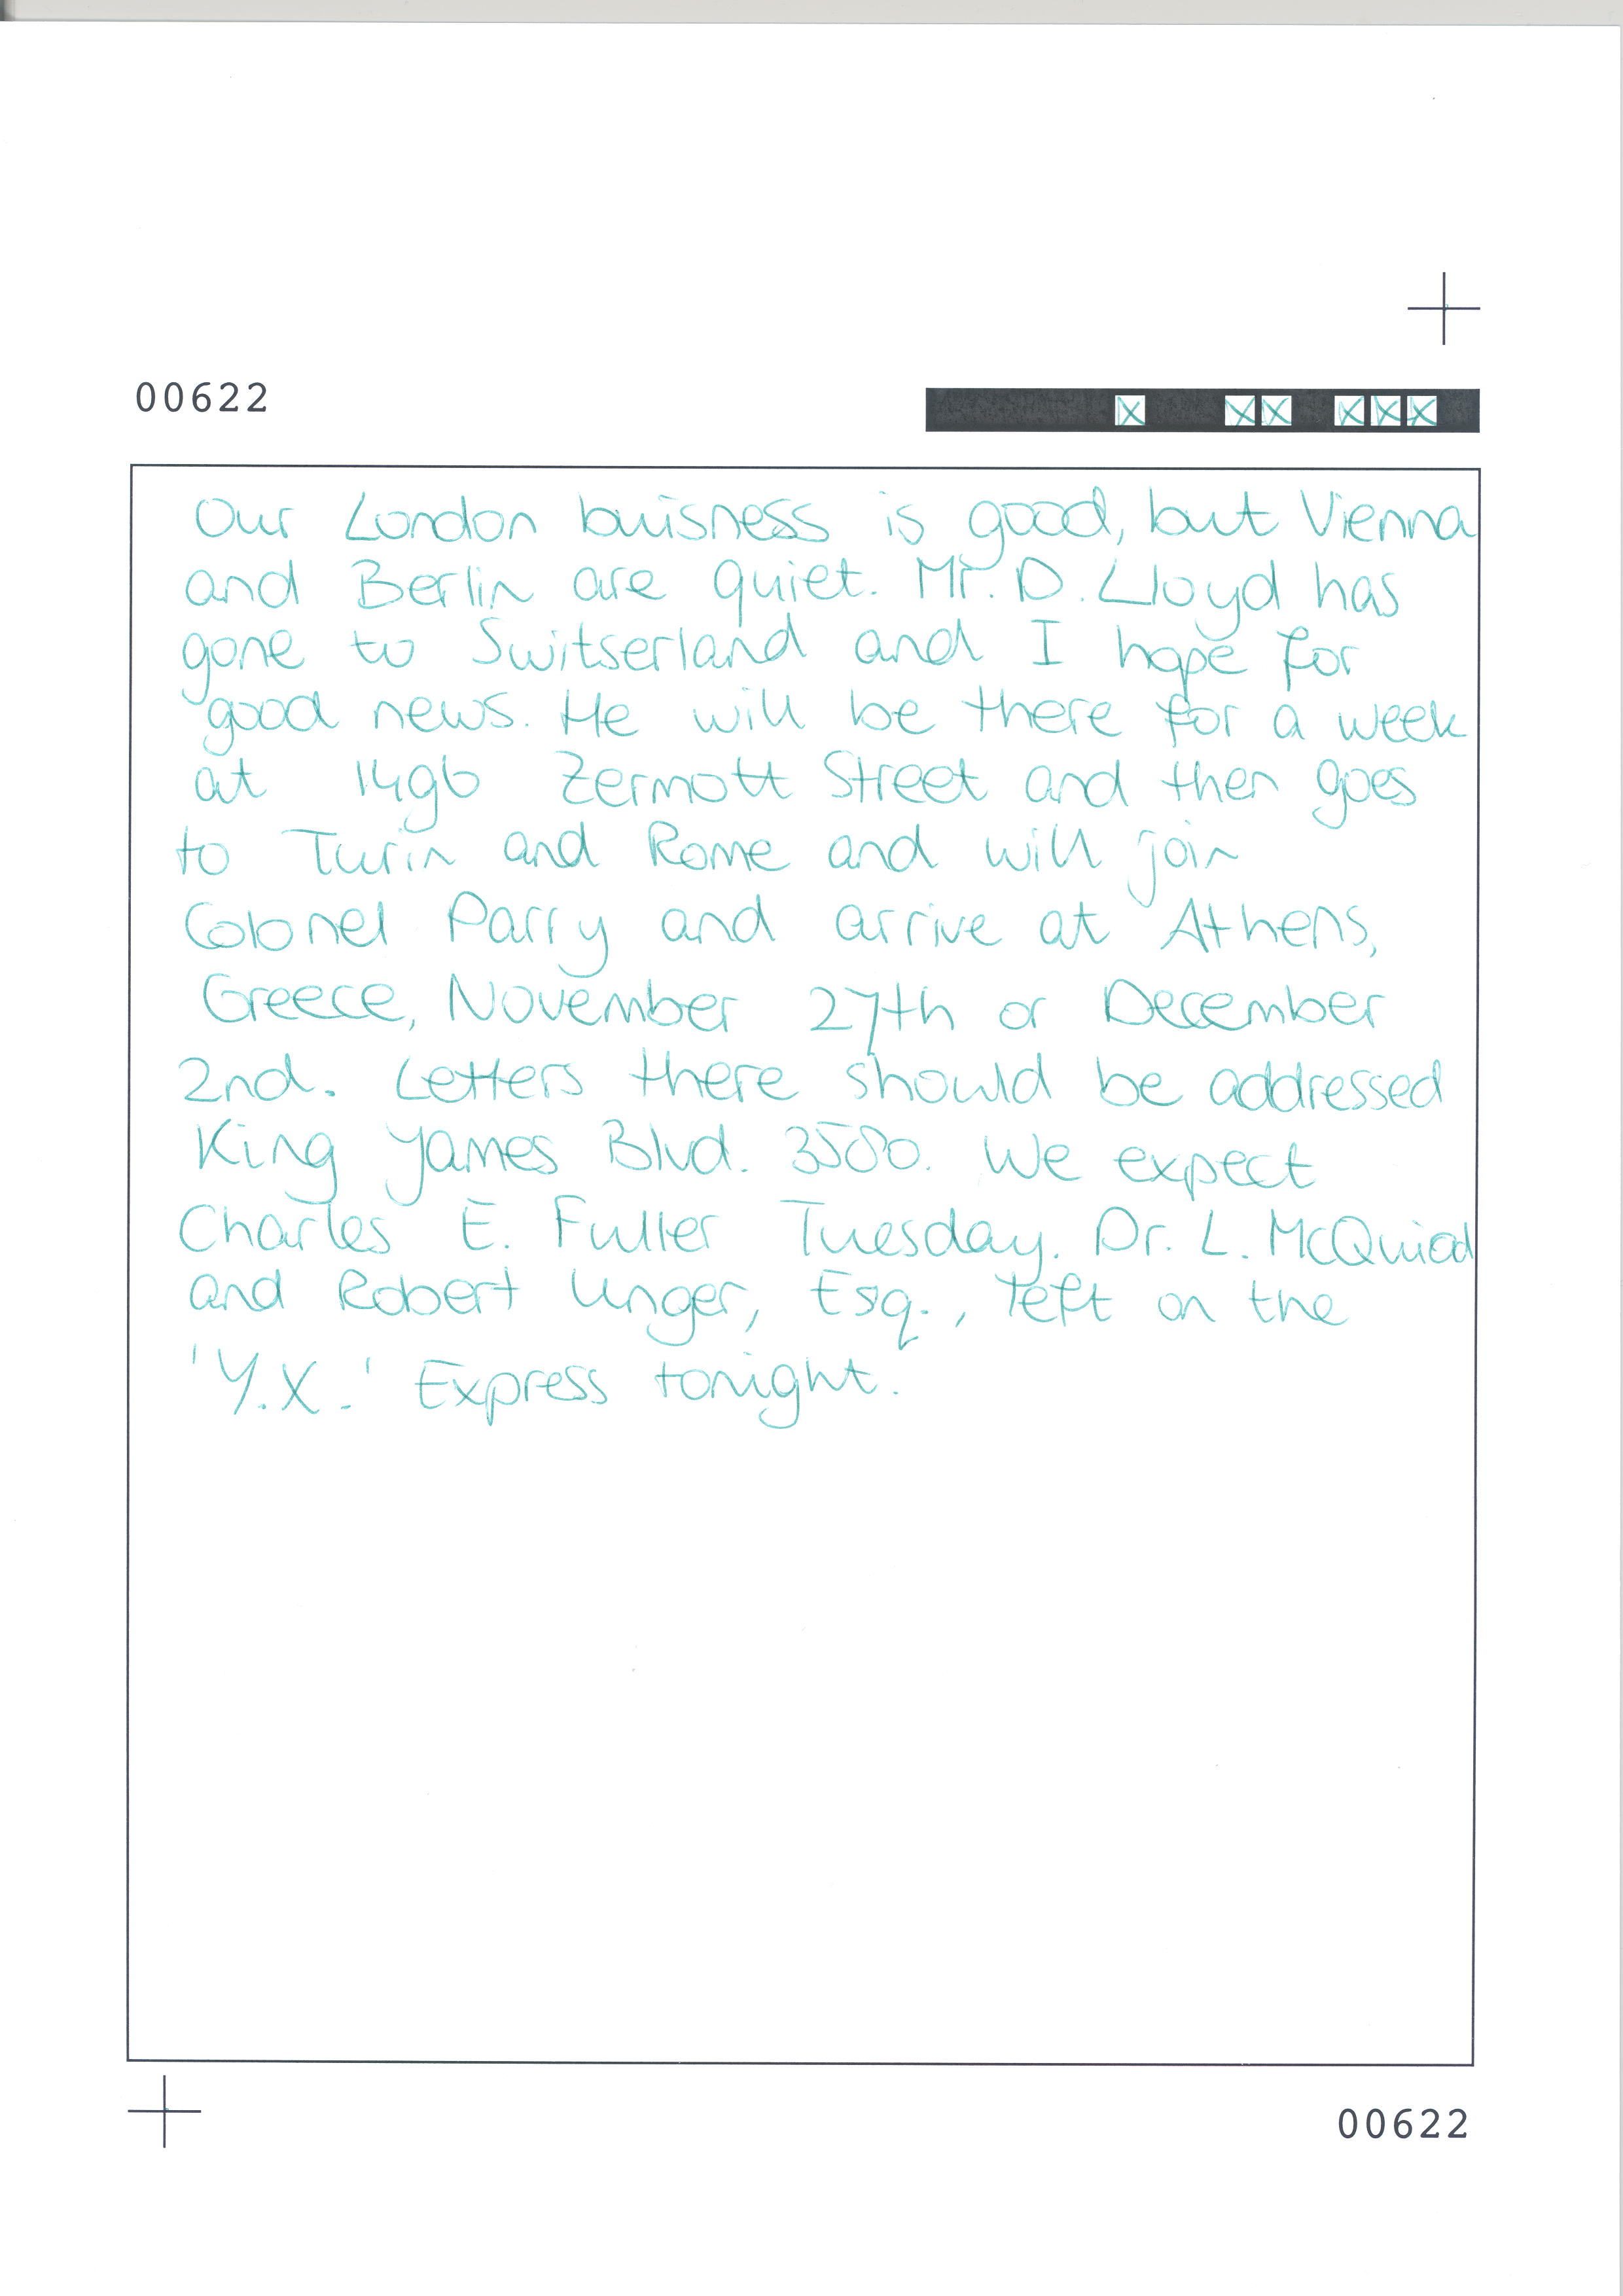 00622
Our London buisness is good, but Vienna
and Berlin are quiet. Mr. D. Lloyd has
gone to Switserland and I hope for
good news. He will be there for a week
at 1496 Zermott Street and then goes
to Turin and Rome and will join
Colonel Parry and arrive at Athens,
Greece, November 27th or December
2nd. Letters there should be addressed
King James Blvd. 3580. We expect
Charles E. Fuller Tuesday. Dr. L. McQuiad
and Robert Unger, Esq., left on the
'Y.X.' Express tonight.
00622